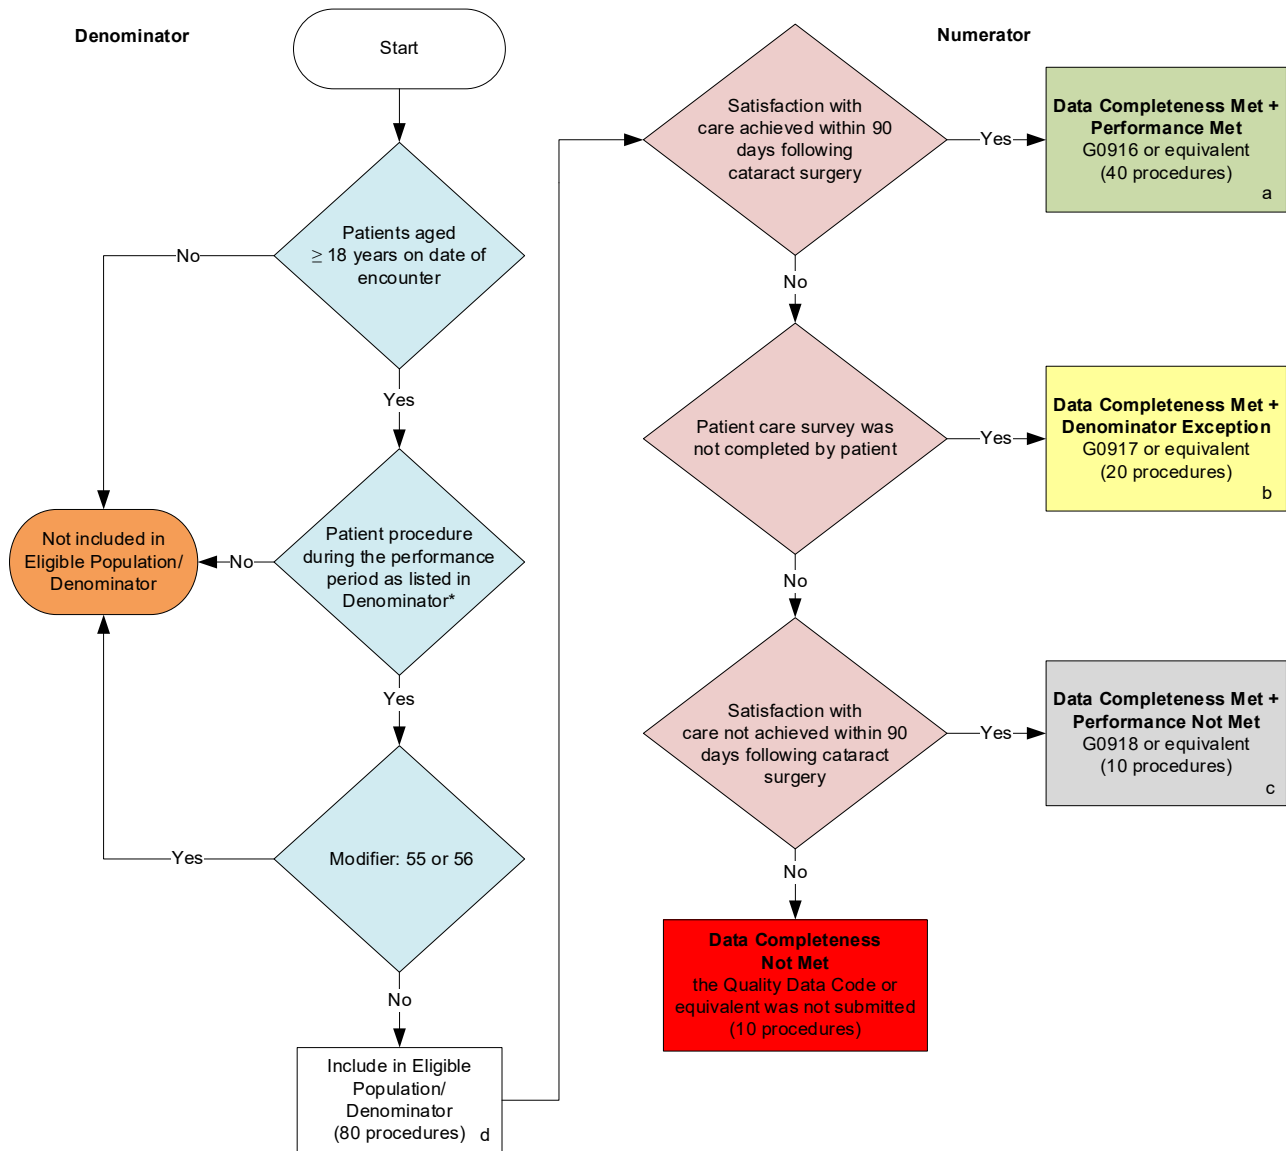 Denominator
Start
Patients aged
≥ 18 years on date of
encounter
No
Yes
Patient procedure
during the performance
period as listed in
Denominator*
No
Not included in
Eligible Population/
Denominator
Yes
Modifier: 55 or 56
Yes
No
Include in Eligible
Population/
Denominator
(80 procedures)
d
Numerator
Satisfaction with
care achieved within 90
days following
cataract surgery
Yes
Data Completeness Met +
Performance Met
G0916 or equivalent
(40 procedures)
a
No
Patient care survey was
not completed by patient
Yes
Data Completeness Met +
Denominator Exception
G0917 or equivalent
(20 procedures)
b
No
Satisfaction with
care not achieved within 90
days following cataract
surgery
Yes
Data Completeness Met +
Performance Not Met
G0918 or equivalent
(10 procedures)
c
No
Data Completeness
Not Met
the Quality Data Code or
equivalent was not submitted
(10 procedures)